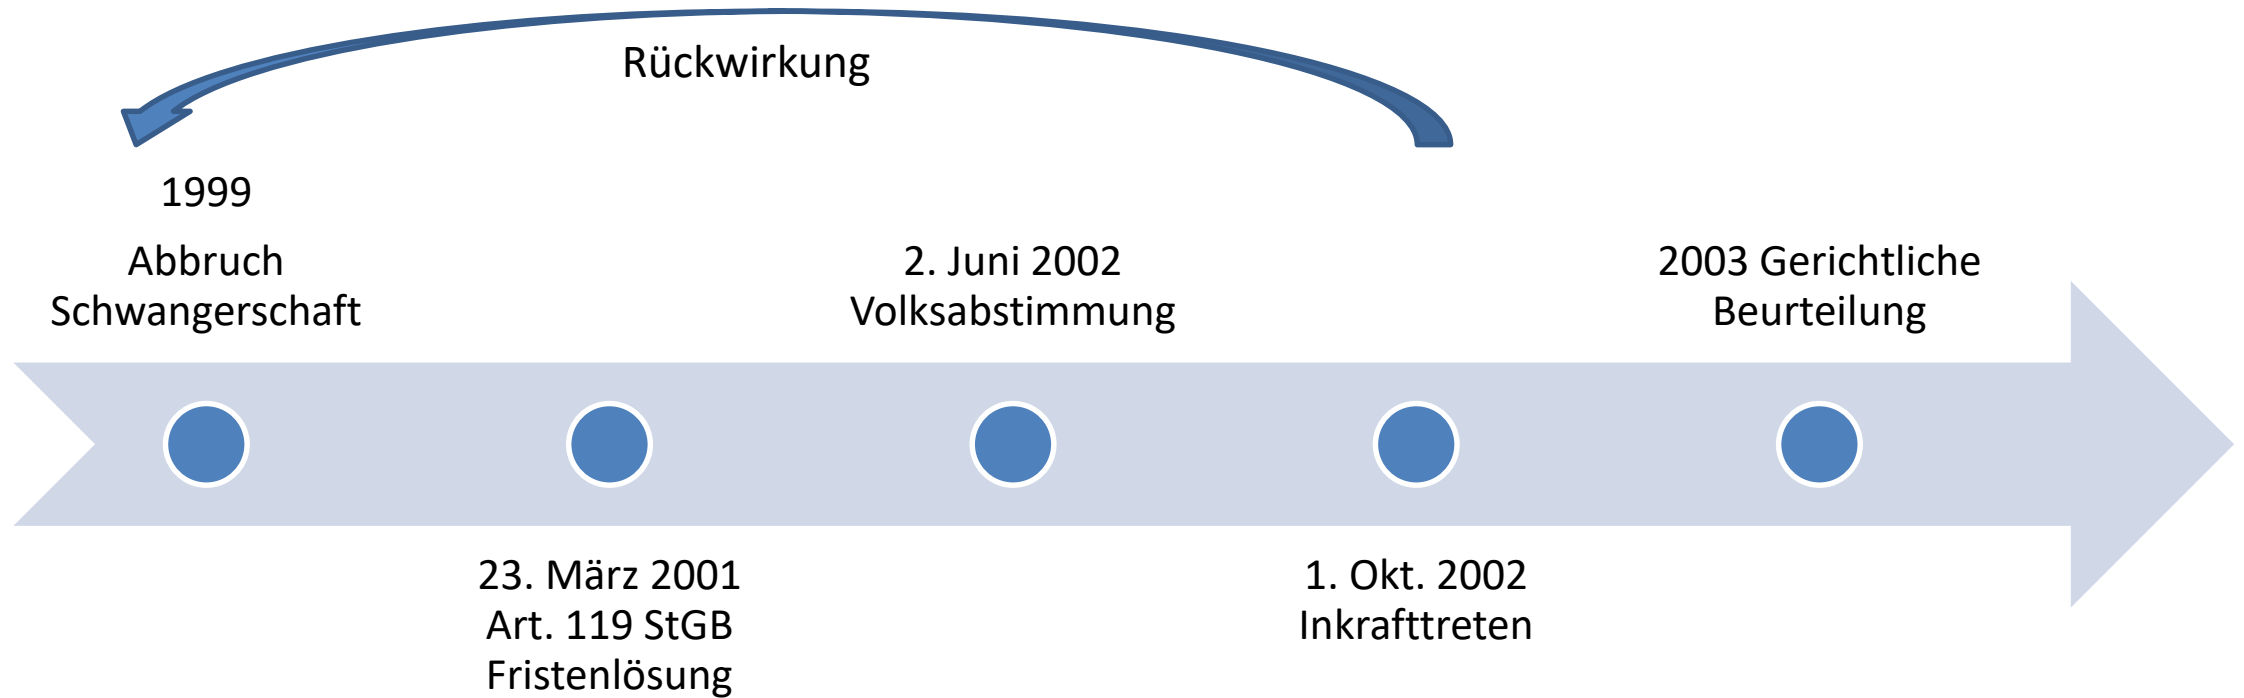 Rückwirkung
1999
Abbruch
Schwangerschaft
23. März 2001
Art. 119 StGB
Fristenlösung
2. Juni 2002
Volksabstimmung
1. Okt. 2002
Inkrafttreten
2003 Gerichtliche
Beurteilung